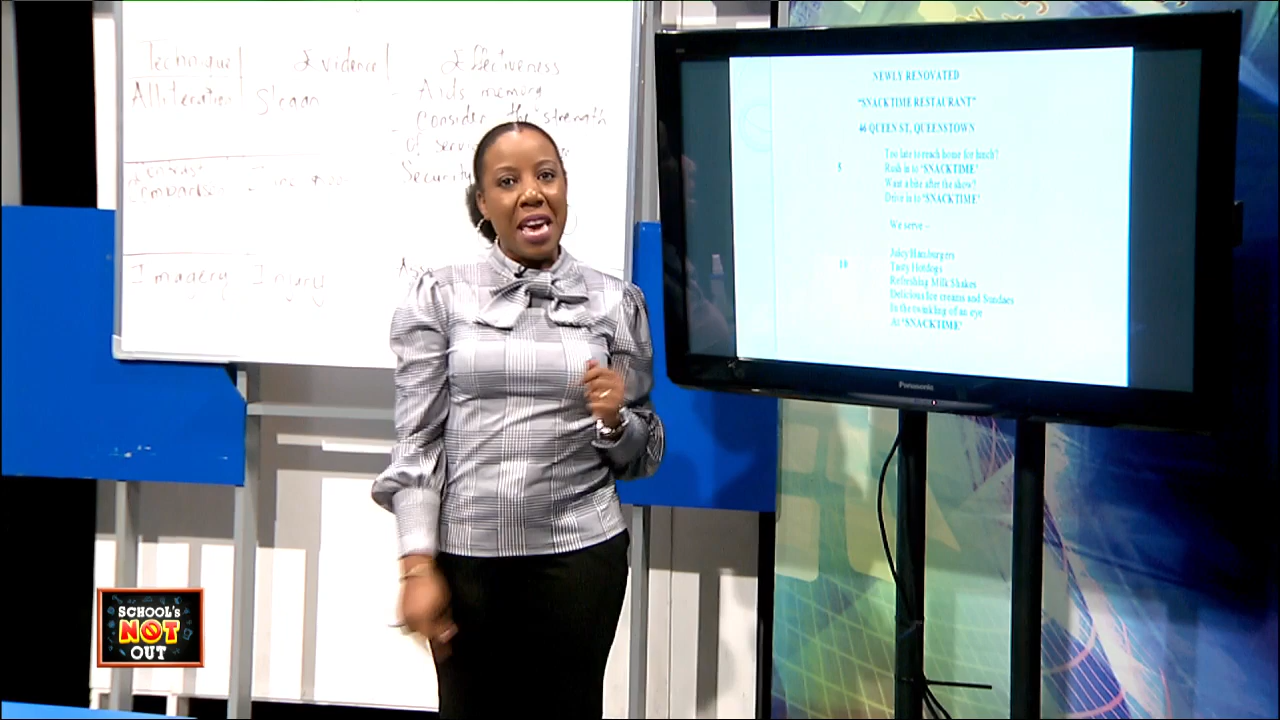 Technique Evidence Effectiveness
Alliteration Slogan - Aids memory
Consider the strength
of
Security
Imagery Injury
NEWLY RENOVATED
"SNACKTIME RESTAURANT"
46 QUEEN ST, QUEENSTOWN
Too late to reach home for lunch?
5 Rush in to "SNACKTIME"
Want a bite after the show?
Drive in to "SNACKTIME"
We serve –
Juicy Hamburgers
10 Tasty Hotdogs
Refreshing Milk Shakes
Delicious Ice creams and Sundaes
In the twinkling of an eye
At "SNACKTIME"
Panasonic
SCHOOL'S
NOT
OUT